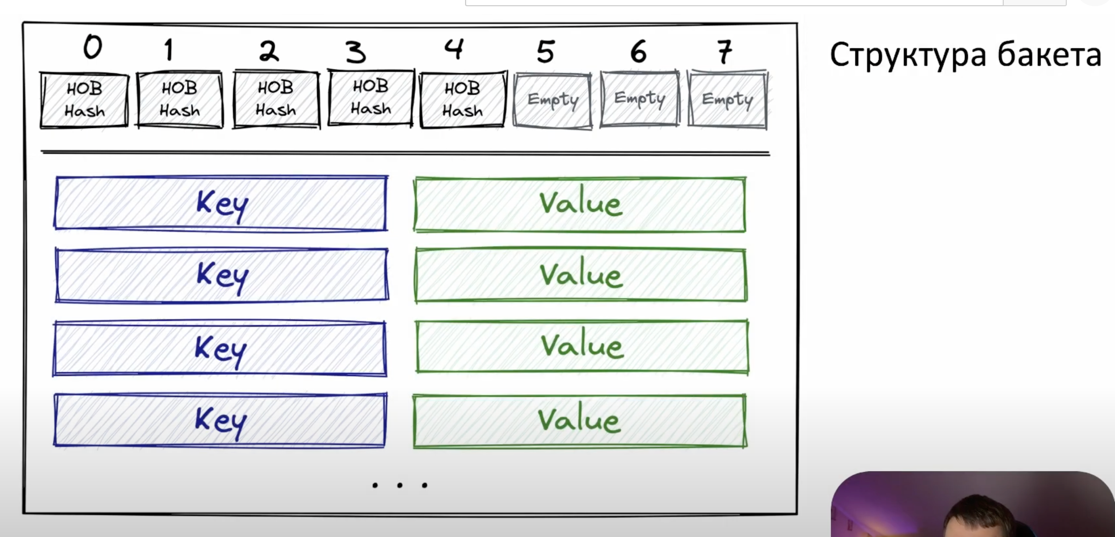 Структура бакета
0 1 2 3 4 5 6 7
HOB Hash
HOB Hash
HOB Hash
HOB Hash
HOB Hash
Empty
Empty
Empty
Key Value
Key Value
Key Value
Key Value
...